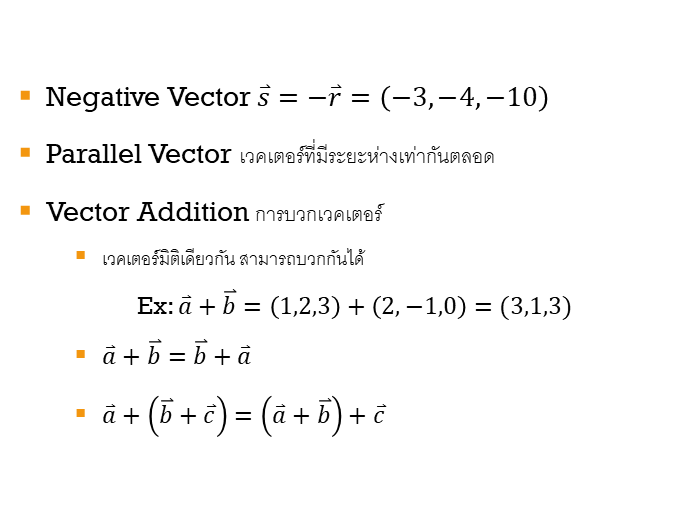 Negative Vector s⃗ = −r⃗ = (−3,−4,−10)
Parallel Vector เวคเตอร์ที่มีระยะห่างเท่ากันตลอด
Vector Addition การบวกเวคเตอร์
เวคเตอร์มิติเดียวกัน สามารถบวกกันได้
Ex: a⃗ + b⃗ = (1,2,3) + (2, −1,0) = (3,1,3)
a⃗ + b⃗ = b⃗ + a⃗
a⃗ + (b⃗ + c⃗) = (a⃗ + b⃗) + c⃗